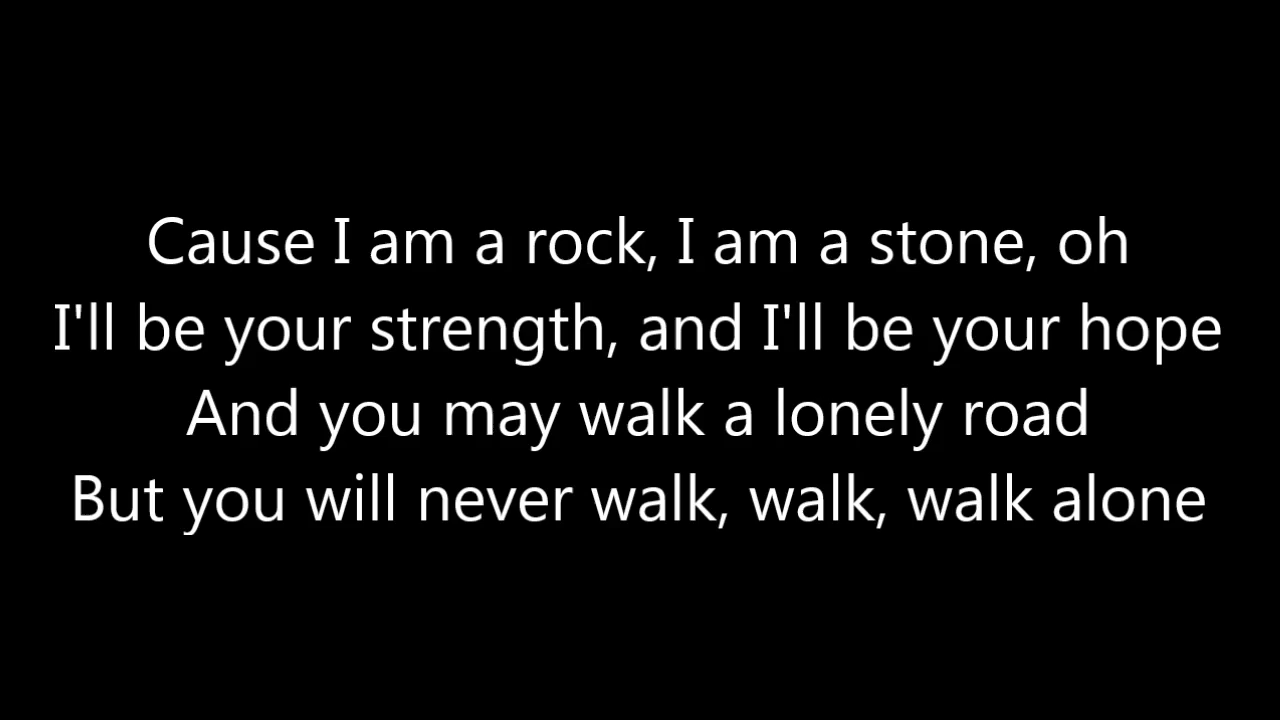 Cause I am a rock, I am a stone, oh
I'll be your strength, and I'll be your hope
And you may walk a lonely road
But you will never walk, walk, walk alone